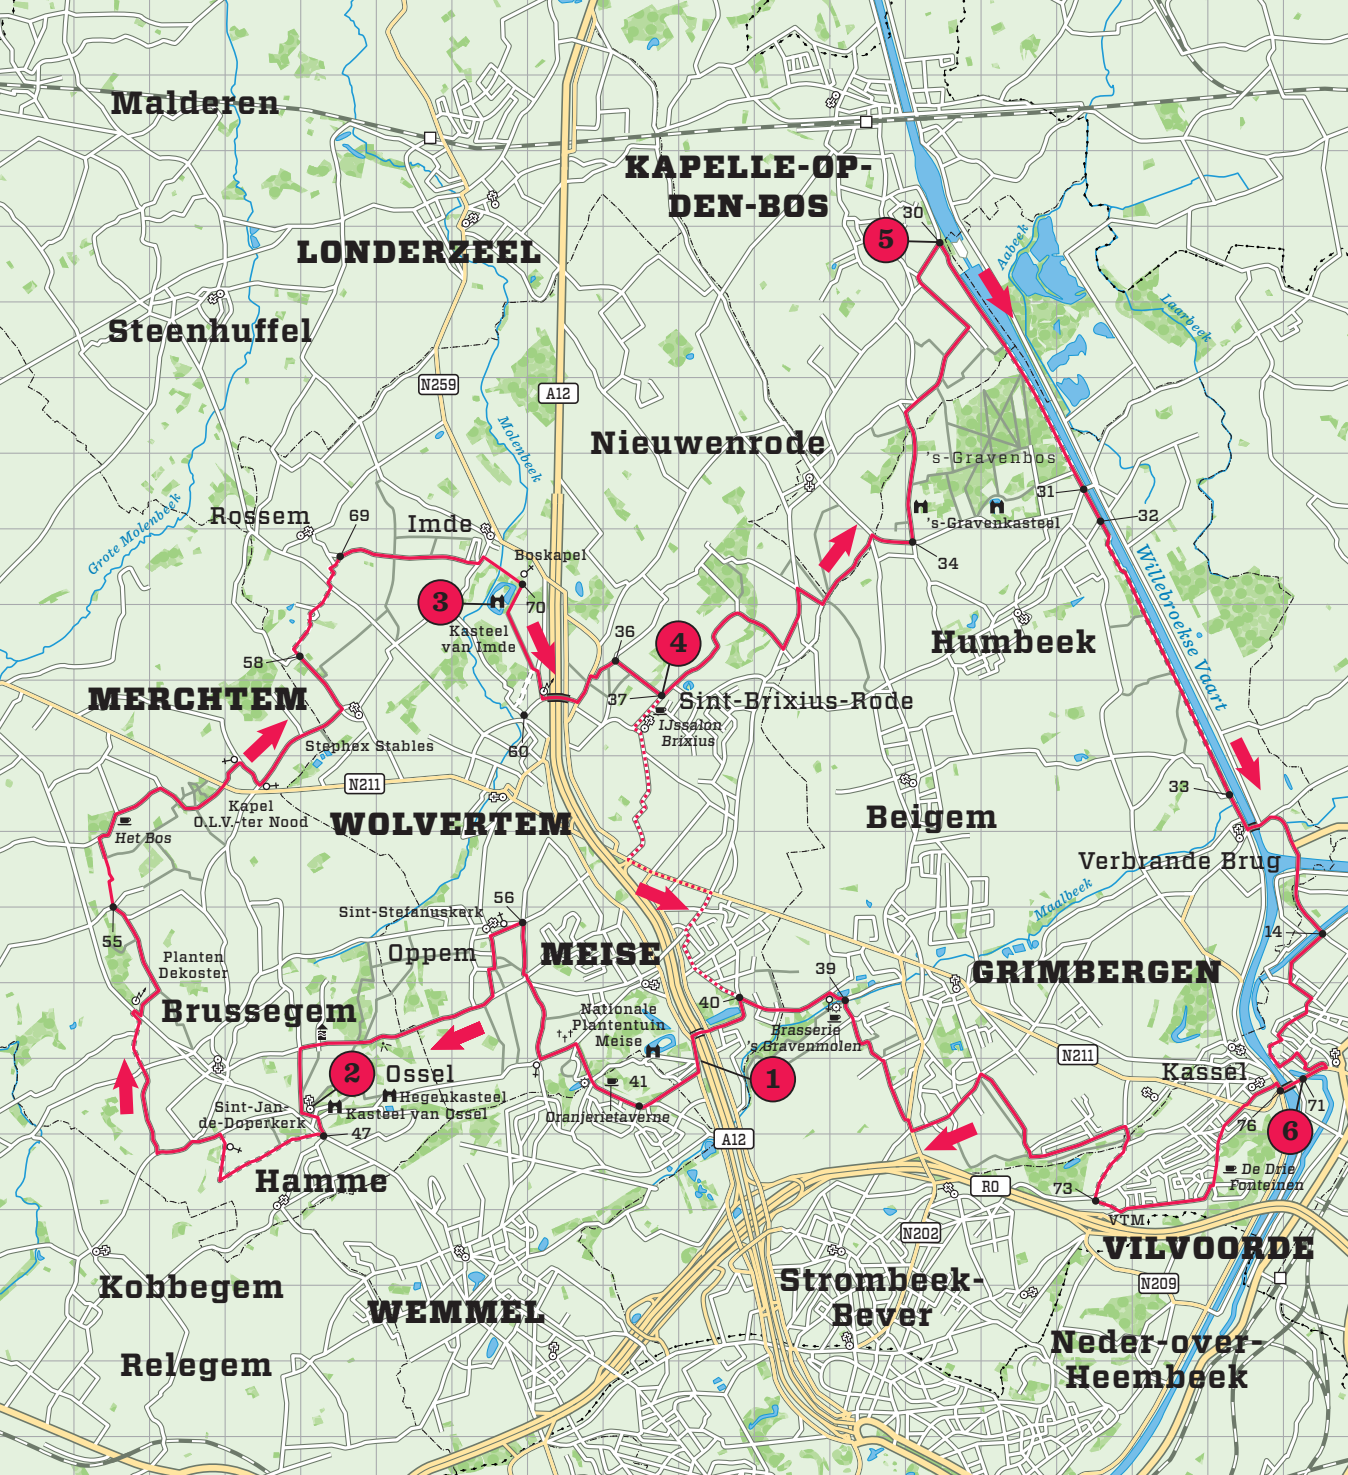 Malderen
KAPELLE-OP-
DEN-BOS
30
5
LONDERZEEL
Aabeek
Laarbeek
Steenhuffel
N259
A12
Molenbeek
Nieuwenrode
's-Gravenbos
31
32
's-Gravenkasteel
34
Grote Molenbeek
Rossem
69
Imde
Boskapel
3
70
Kasteel
van Imde
36
4
37
Sint-Brixius-Rode
IJssalon
Brixius
Humbeek
Willebroekse Vaart
58
MERCHTEM
Stephex Stables
60
N211
Kapel
O.L.V.-ter Nood
Het Bos
WOLVERTEM
33
Beigem
Verbrande Brug
Maalbeek
56
Sint-Stefanuskerk
55
Planten
Dekoster
Oppem
MEISE
14
GRIMBERGEN
39
40
Brussegem
Nationale
Plantentuin
Meise
Brasserie
's Gravenmolen
N211
2
Ossel
41
1
Kassel
Hegenkasteel
Sint-Jan-
de-Doperkerk
Kasteel van Ossel
Oranjerietaverne
47
71
76
6
A12
De Drie
Fonteinen
Hamme
R0
73
VTM
N202
VILVOORDE
Kobbegem
Strombeek-
Bever
N209
WEMMEL
Neder-over-
Heembeek
Relegem